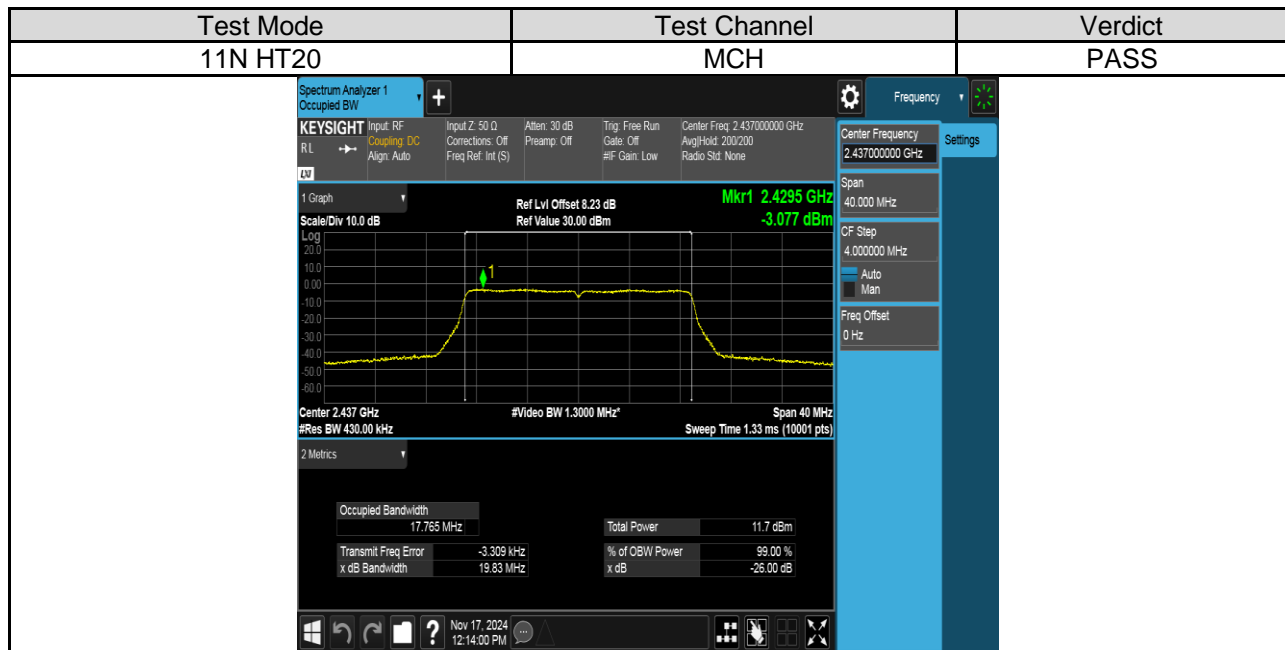 Test Mode Test Channel Verdict
11N HT20 MCH PASS
Spectrum Analyzer 1
Occupied BW
+
Frequency
KEYSIGHT Input: RF Input Z: 50 Ω Atten: 30 dB Trig: Free Run Center Freq: 2.437000000 GHz
RL Coupling: DC Corrections: Off Preamp: Off Gate: Off Avg|Hold: 200/200
Align: Auto Freq Ref: Int (S) #IF Gain: Low Radio Std: None
LXI
1 Graph Ref Lvl Offset 8.23 dB Mkr1 2.4295 GHz
Scale/Div 10.0 dB Ref Value 30.00 dBm -3.077 dBm
Log
20.0
10.0
1
0.00
-10.0
-20.0
-30.0
-40.0
-50.0
-60.0
Center 2.437 GHz #Video BW 1.3000 MHz* Span 40 MHz
#Res BW 430.00 kHz Sweep Time 1.33 ms (10001 pts)
2 Metrics
Occupied Bandwidth
17.765 MHz Total Power 11.7 dBm
Transmit Freq Error -3.309 kHz % of OBW Power 99.00 %
x dB Bandwidth 19.83 MHz x dB -26.00 dB
Center Frequency
2.437000000 GHz
Settings
Span
40.000 MHz
CF Step
4.000000 MHz
Auto
Man
Freq Offset
0 Hz
? Nov 17, 2024
12:14:00 PM